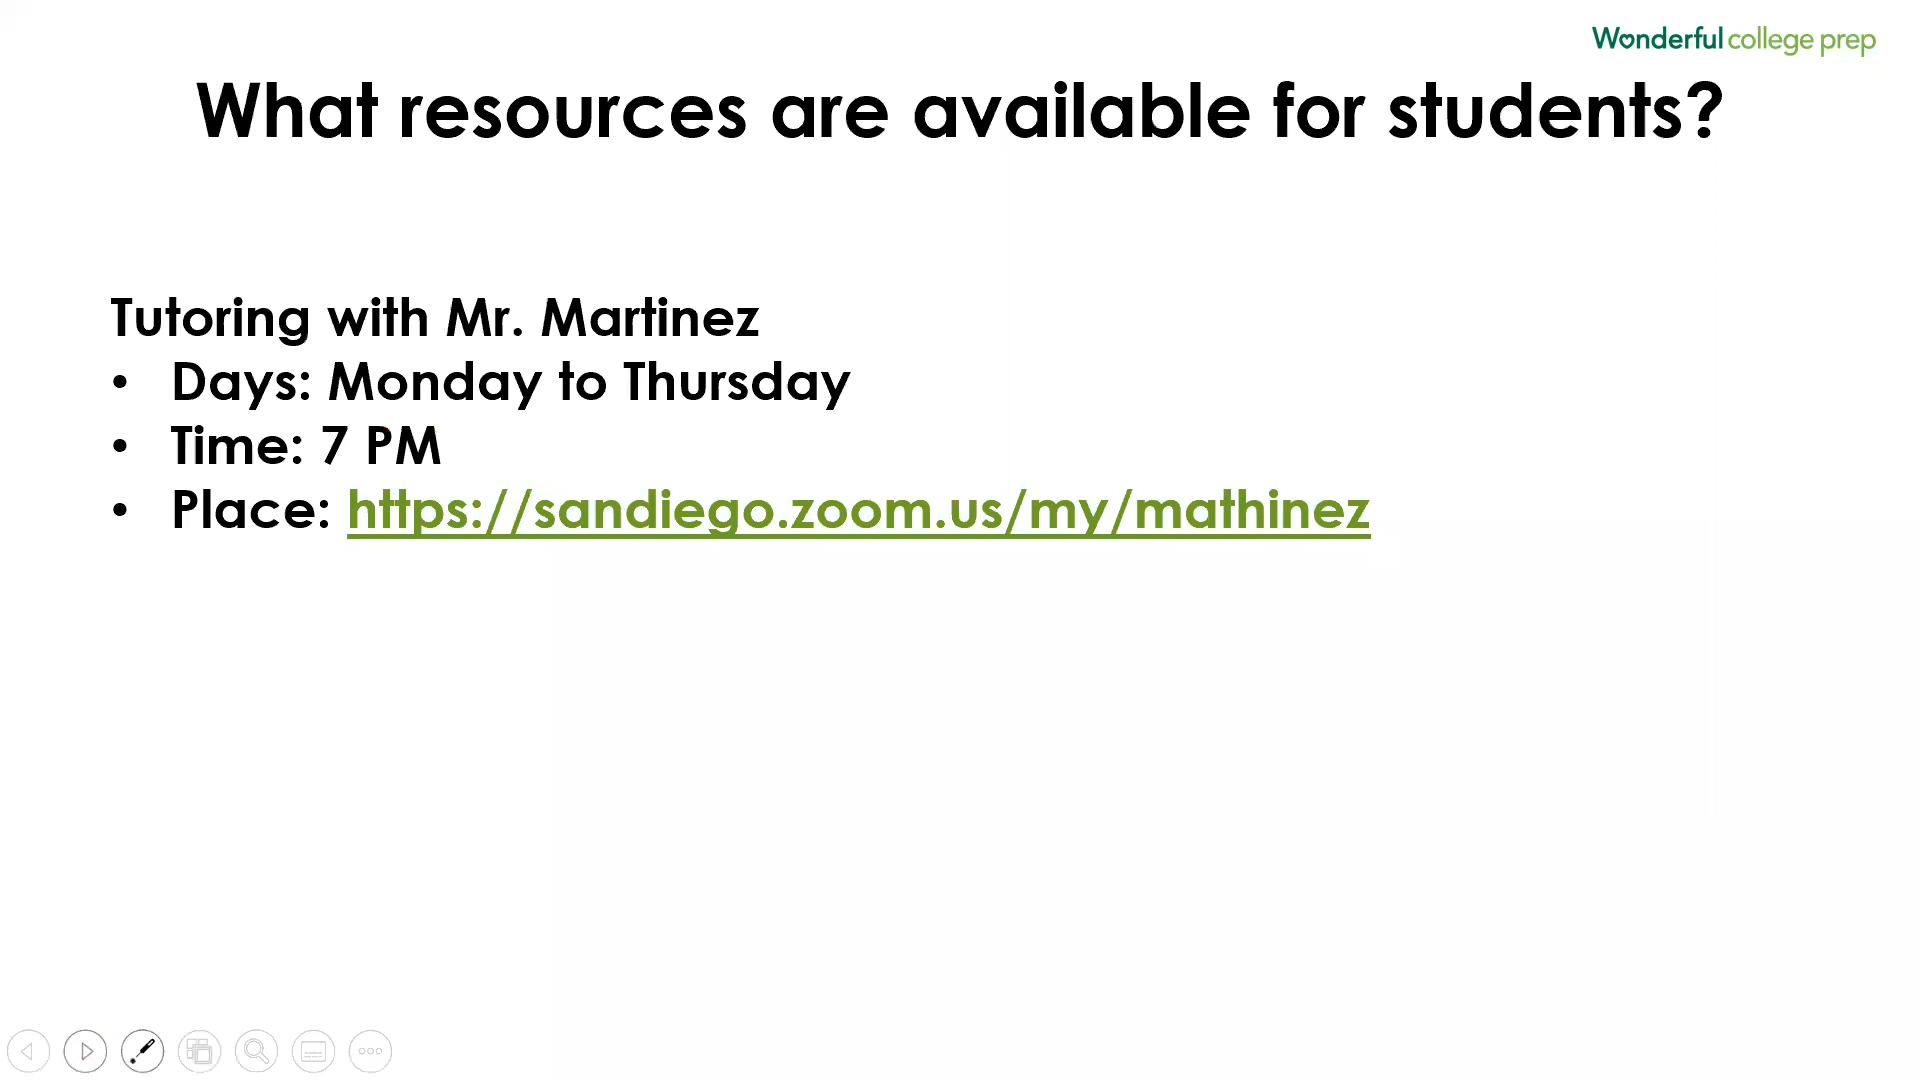 Wonderful college prep
What resources are available for students?
Tutoring with Mr. Martinez
• Days: Monday to Thursday
• Time: 7 PM
• Place: https://sandiego.zoom.us/my/mathinez